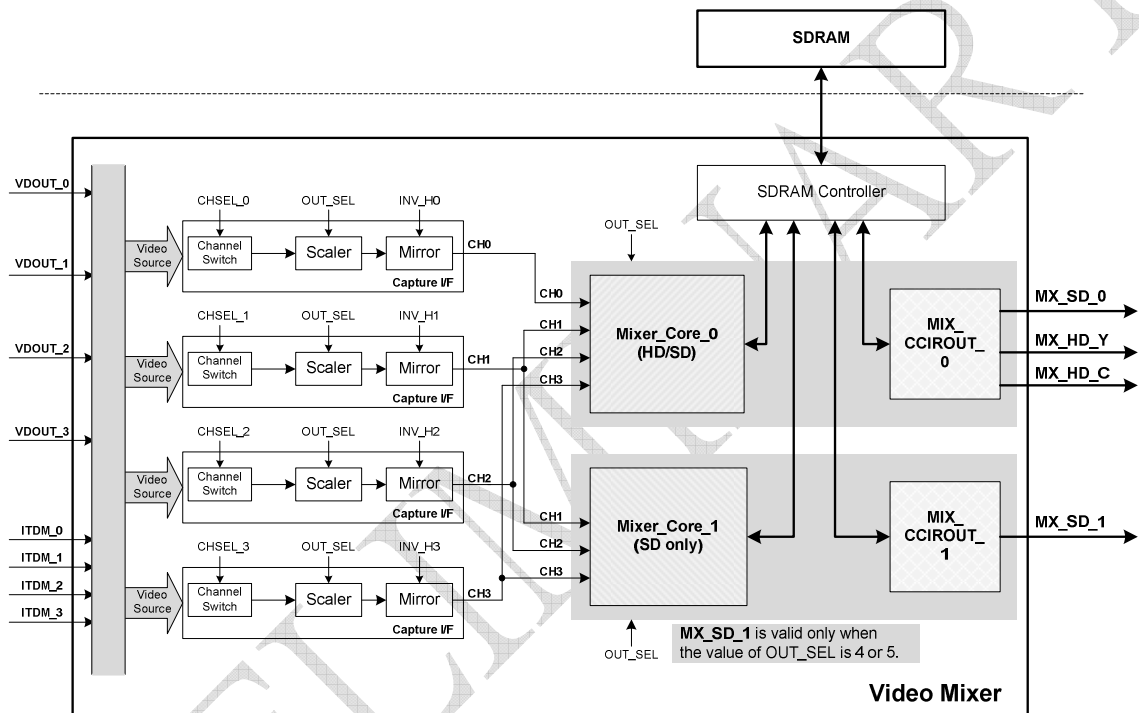 SDRAM
SDRAM Controller
VDOUT_0
VDOUT_1
VDOUT_2
VDOUT_3
ITDM_0
ITDM_1
ITDM_2
ITDM_3
Video
Source
CHSEL_0
OUT_SEL
INV_H0
Channel
Switch
Scaler
Mirror
CH0
Capture I/F
Video
Source
CHSEL_1
OUT_SEL
INV_H1
Channel
Switch
Scaler
Mirror
CH1
Capture I/F
Video
Source
CHSEL_2
OUT_SEL
INV_H2
Channel
Switch
Scaler
Mirror
CH2
Capture I/F
Video
Source
CHSEL_3
OUT_SEL
INV_H3
Channel
Switch
Scaler
Mirror
CH3
Capture I/F
OUT_SEL
CH0
CH1
CH2
CH3
Mixer_Core_0
(HD/SD)
MIX_
CCIROUT_
0
MX_SD_0
MX_HD_Y
MX_HD_C
CH1
CH2
CH3
Mixer_Core_1
(SD only)
MIX_
CCIROUT_
1
MX_SD_1
OUT_SEL
MX_SD_1 is valid only when
the value of OUT_SEL is 4 or 5.
Video Mixer